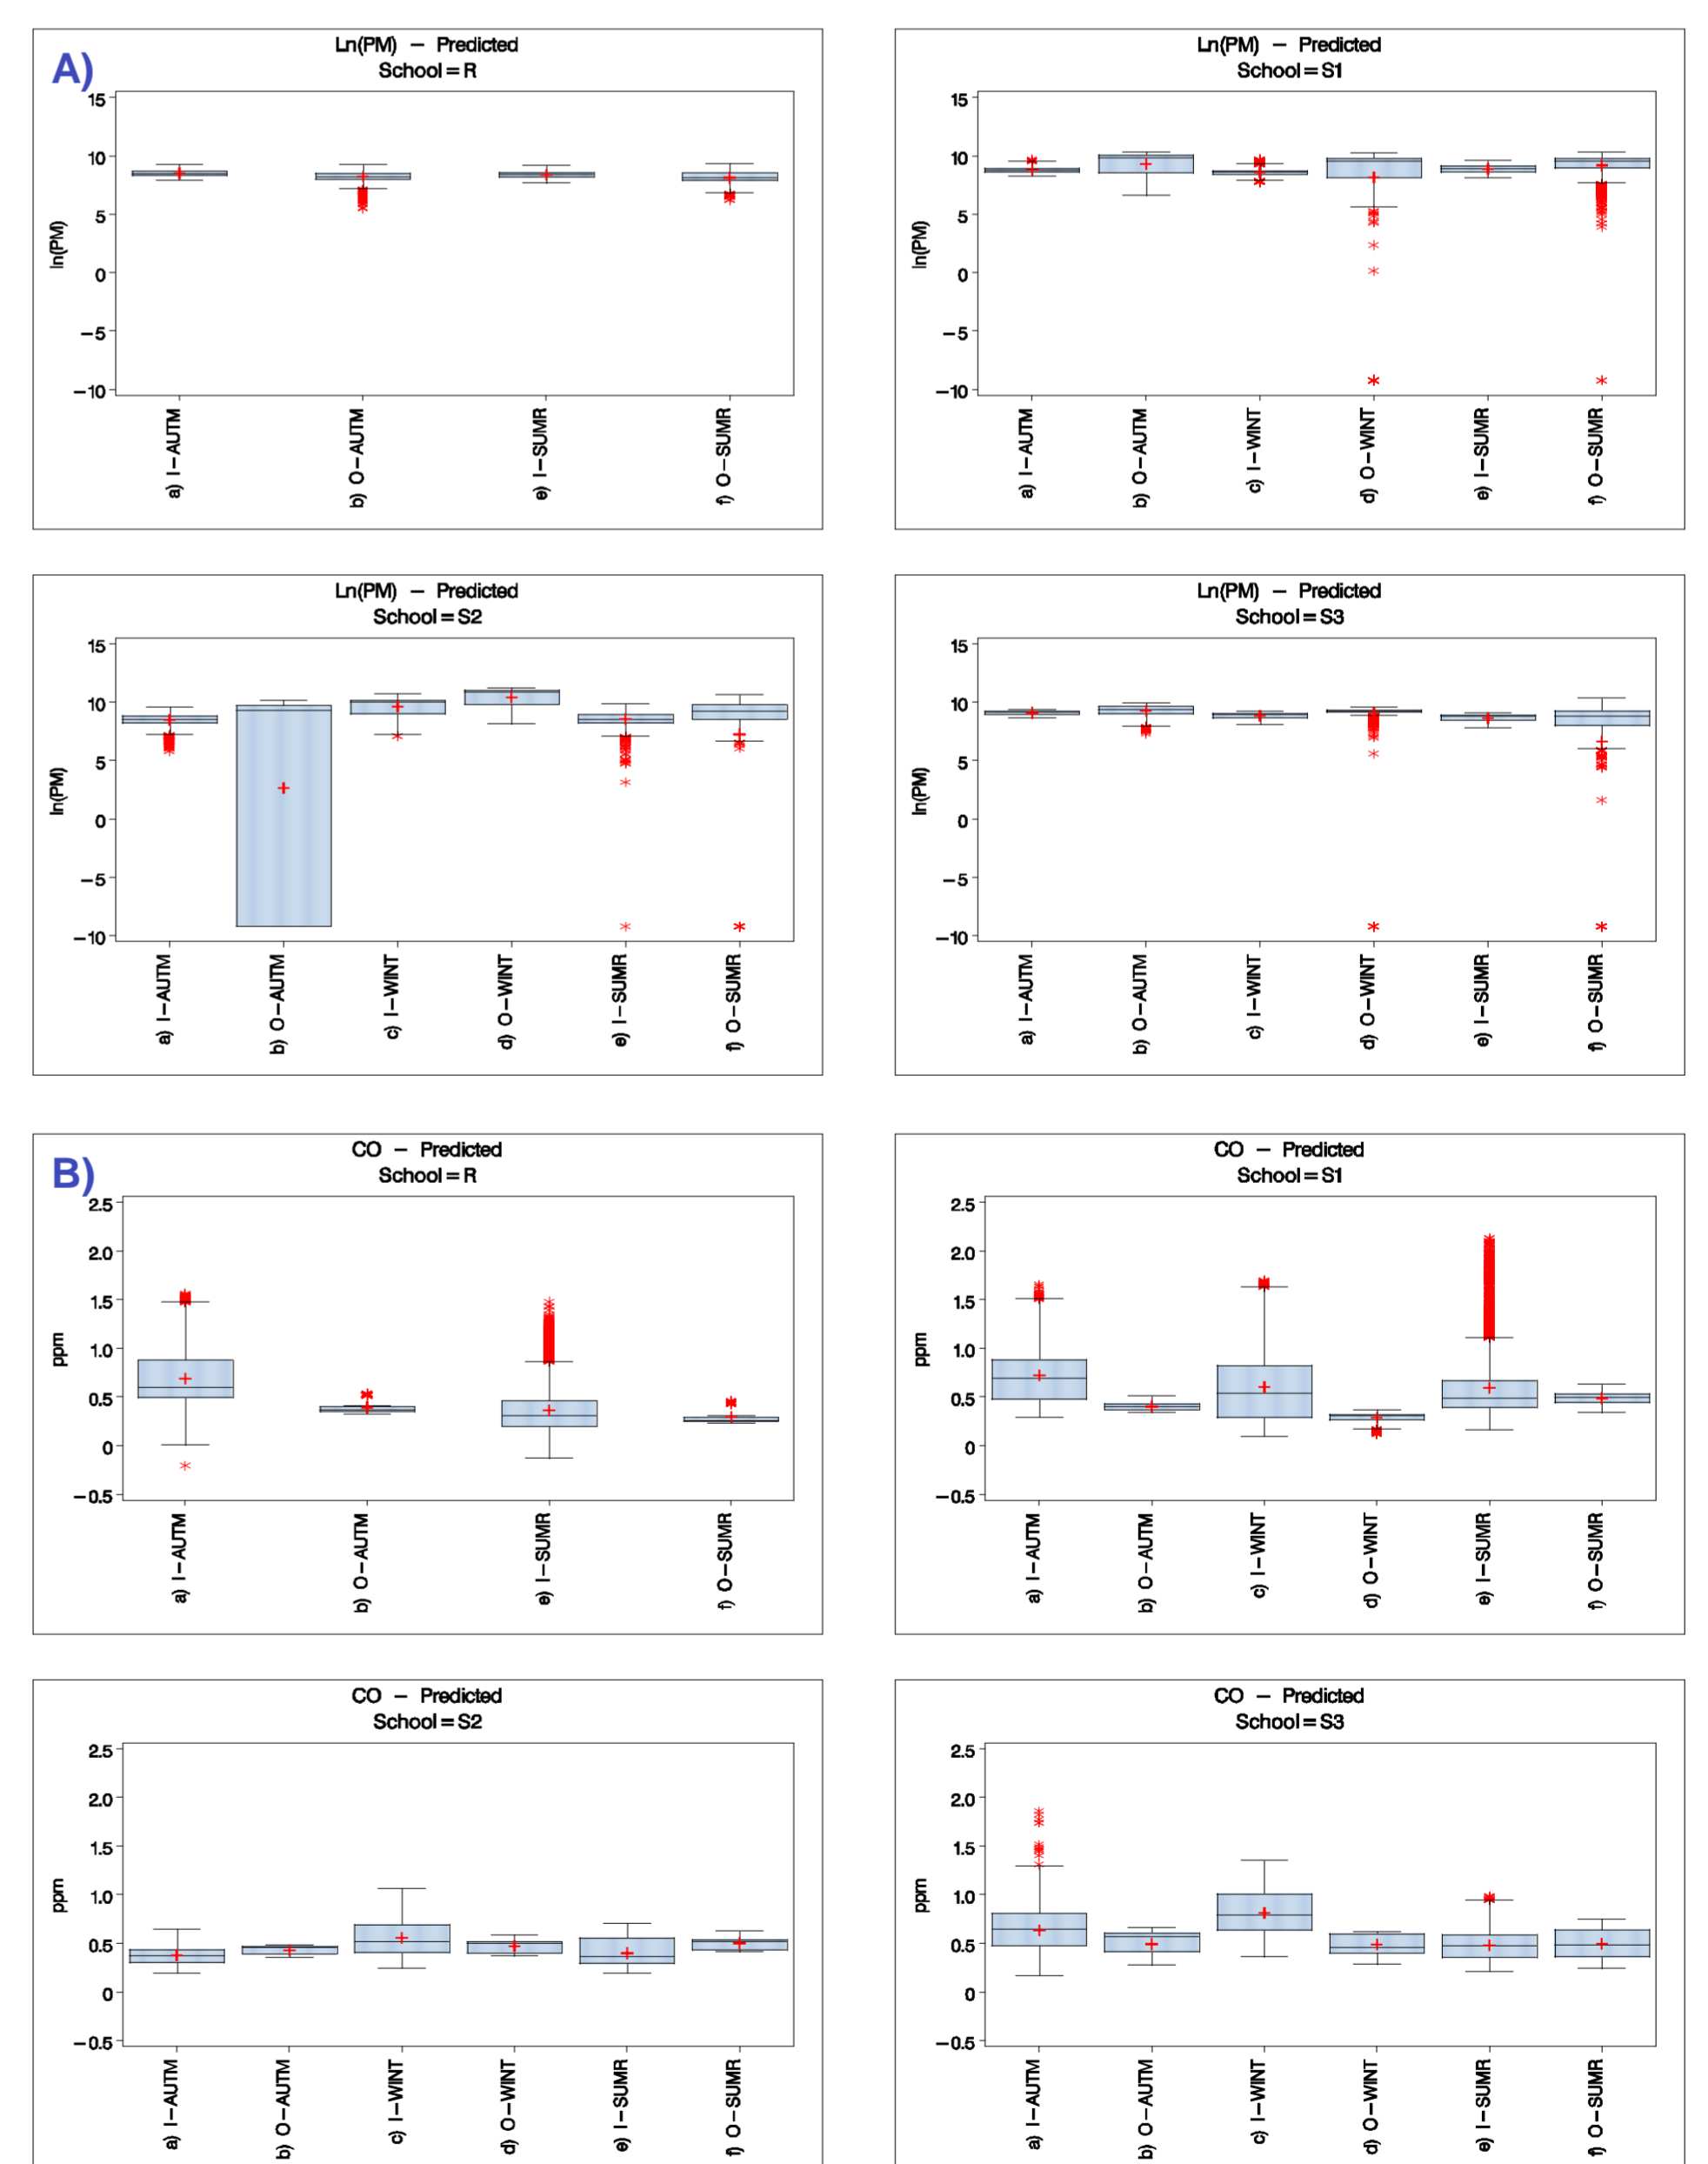 A)
Ln(PM) – Predicted
School=R
15
10
5
0
−5
−10
ln(PM)
a) I–AUTM
b) O–AUTM
e) I–SUMR
f) O–SUMR
Ln(PM) – Predicted
School=S1
15
10
5
0
−5
−10
ln(PM)
a) I–AUTM
b) O–AUTM
c) I–WINT
d) O–WINT
e) I–SUMR
f) O–SUMR
Ln(PM) – Predicted
School=S2
15
10
5
0
−5
−10
ln(PM)
a) I–AUTM
b) O–AUTM
c) I–WINT
d) O–WINT
e) I–SUMR
f) O–SUMR
Ln(PM) – Predicted
School=S3
15
10
5
0
−5
−10
ln(PM)
a) I–AUTM
b) O–AUTM
c) I–WINT
d) O–WINT
e) I–SUMR
f) O–SUMR
B)
CO – Predicted
School=R
2.5
2.0
1.5
1.0
0.5
0
−0.5
ppm
a) I–AUTM
b) O–AUTM
e) I–SUMR
f) O–SUMR
CO – Predicted
School=S1
2.5
2.0
1.5
1.0
0.5
0
−0.5
ppm
a) I–AUTM
b) O–AUTM
c) I–WINT
d) O–WINT
e) I–SUMR
f) O–SUMR
CO – Predicted
School=S2
2.5
2.0
1.5
1.0
0.5
0
−0.5
ppm
a) I–AUTM
b) O–AUTM
c) I–WINT
d) O–WINT
e) I–SUMR
f) O–SUMR
CO – Predicted
School=S3
2.5
2.0
1.5
1.0
0.5
0
−0.5
ppm
a) I–AUTM
b) O–AUTM
c) I–WINT
d) O–WINT
e) I–SUMR
f) O–SUMR